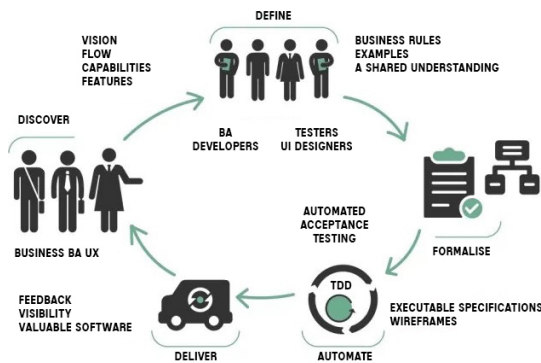 DEFINE
VISION
FLOW
CAPABILITIES
FEATURES
BUSINESS RULES
EXAMPLES
A SHARED UNDERSTANDING
DISCOVER
BA
DEVELOPERS
TESTERS
UI DESIGNERS
BUSINESS BA UX
AUTOMATED
ACCEPTANCE
TESTING
FORMALISE
TDD
FEEDBACK
VISIBILITY
VALUABLE SOFTWARE
EXECUTABLE SPECIFICATIONS
WIREFRAMES
DELIVER
AUTOMATE